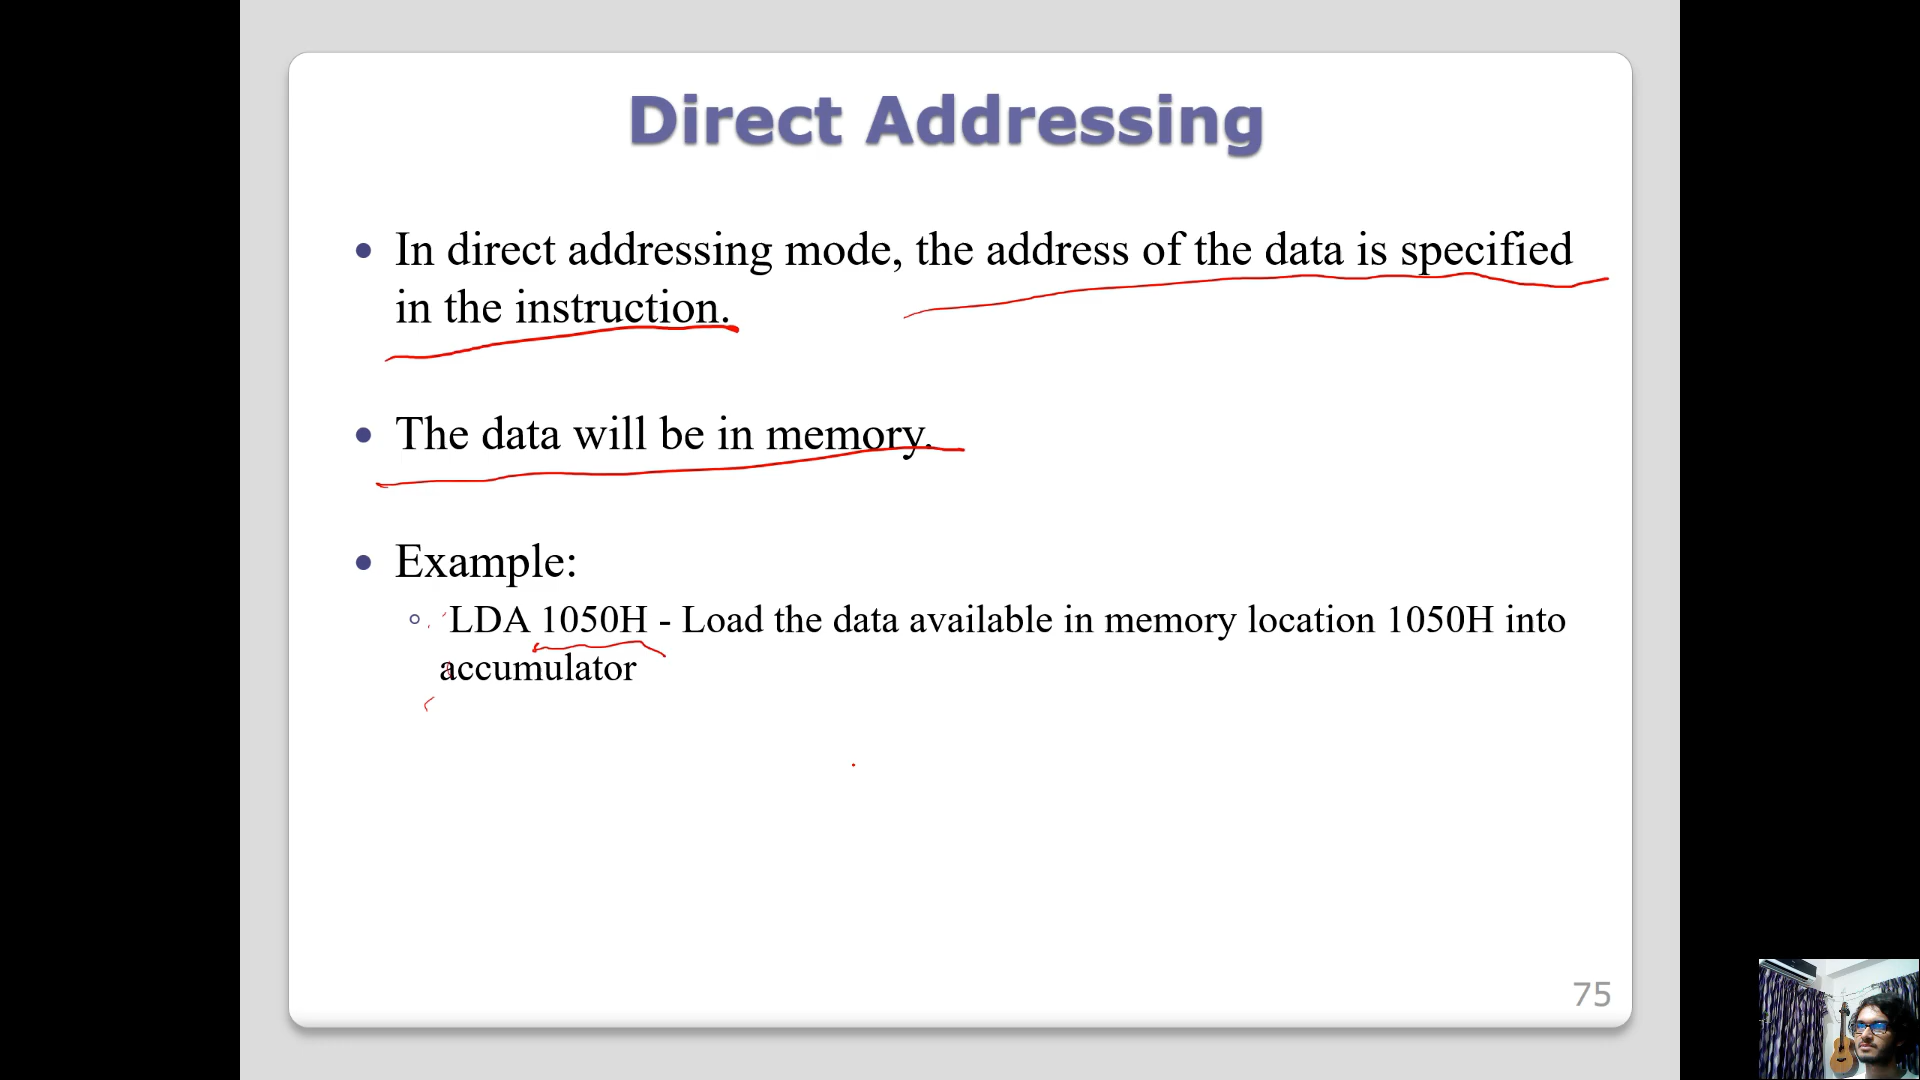 Direct Addressing
• In direct addressing mode, the address of the data is specified
in the instruction.
• The data will be in memory.
• Example:
◦ LDA 1050H - Load the data available in memory location 1050H into
accumulator
75